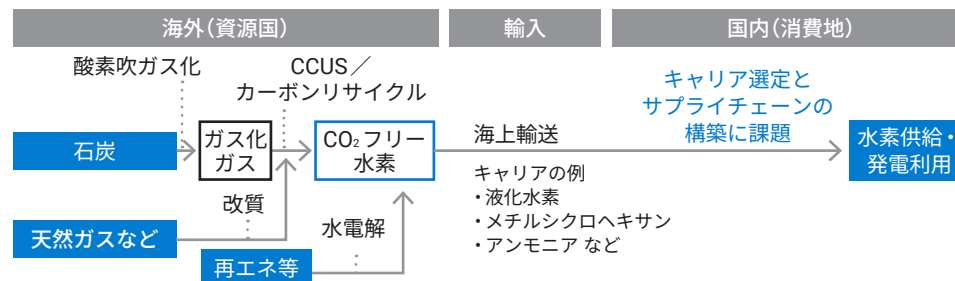 海外(資源国)
輸入
国内(消費地)
酸素吹ガス化
CCUS／
カーボンリサイクル
キャリア選定と
サプライチェーンの
構築に課題
石炭
ガス化
ガス
CO₂フリー
水素
海上輸送
水素供給・
発電利用
キャリアの例
・液化水素
・メチルシクロヘキサン
・アンモニア など
改質
水電解
天然ガスなど
再エネ等